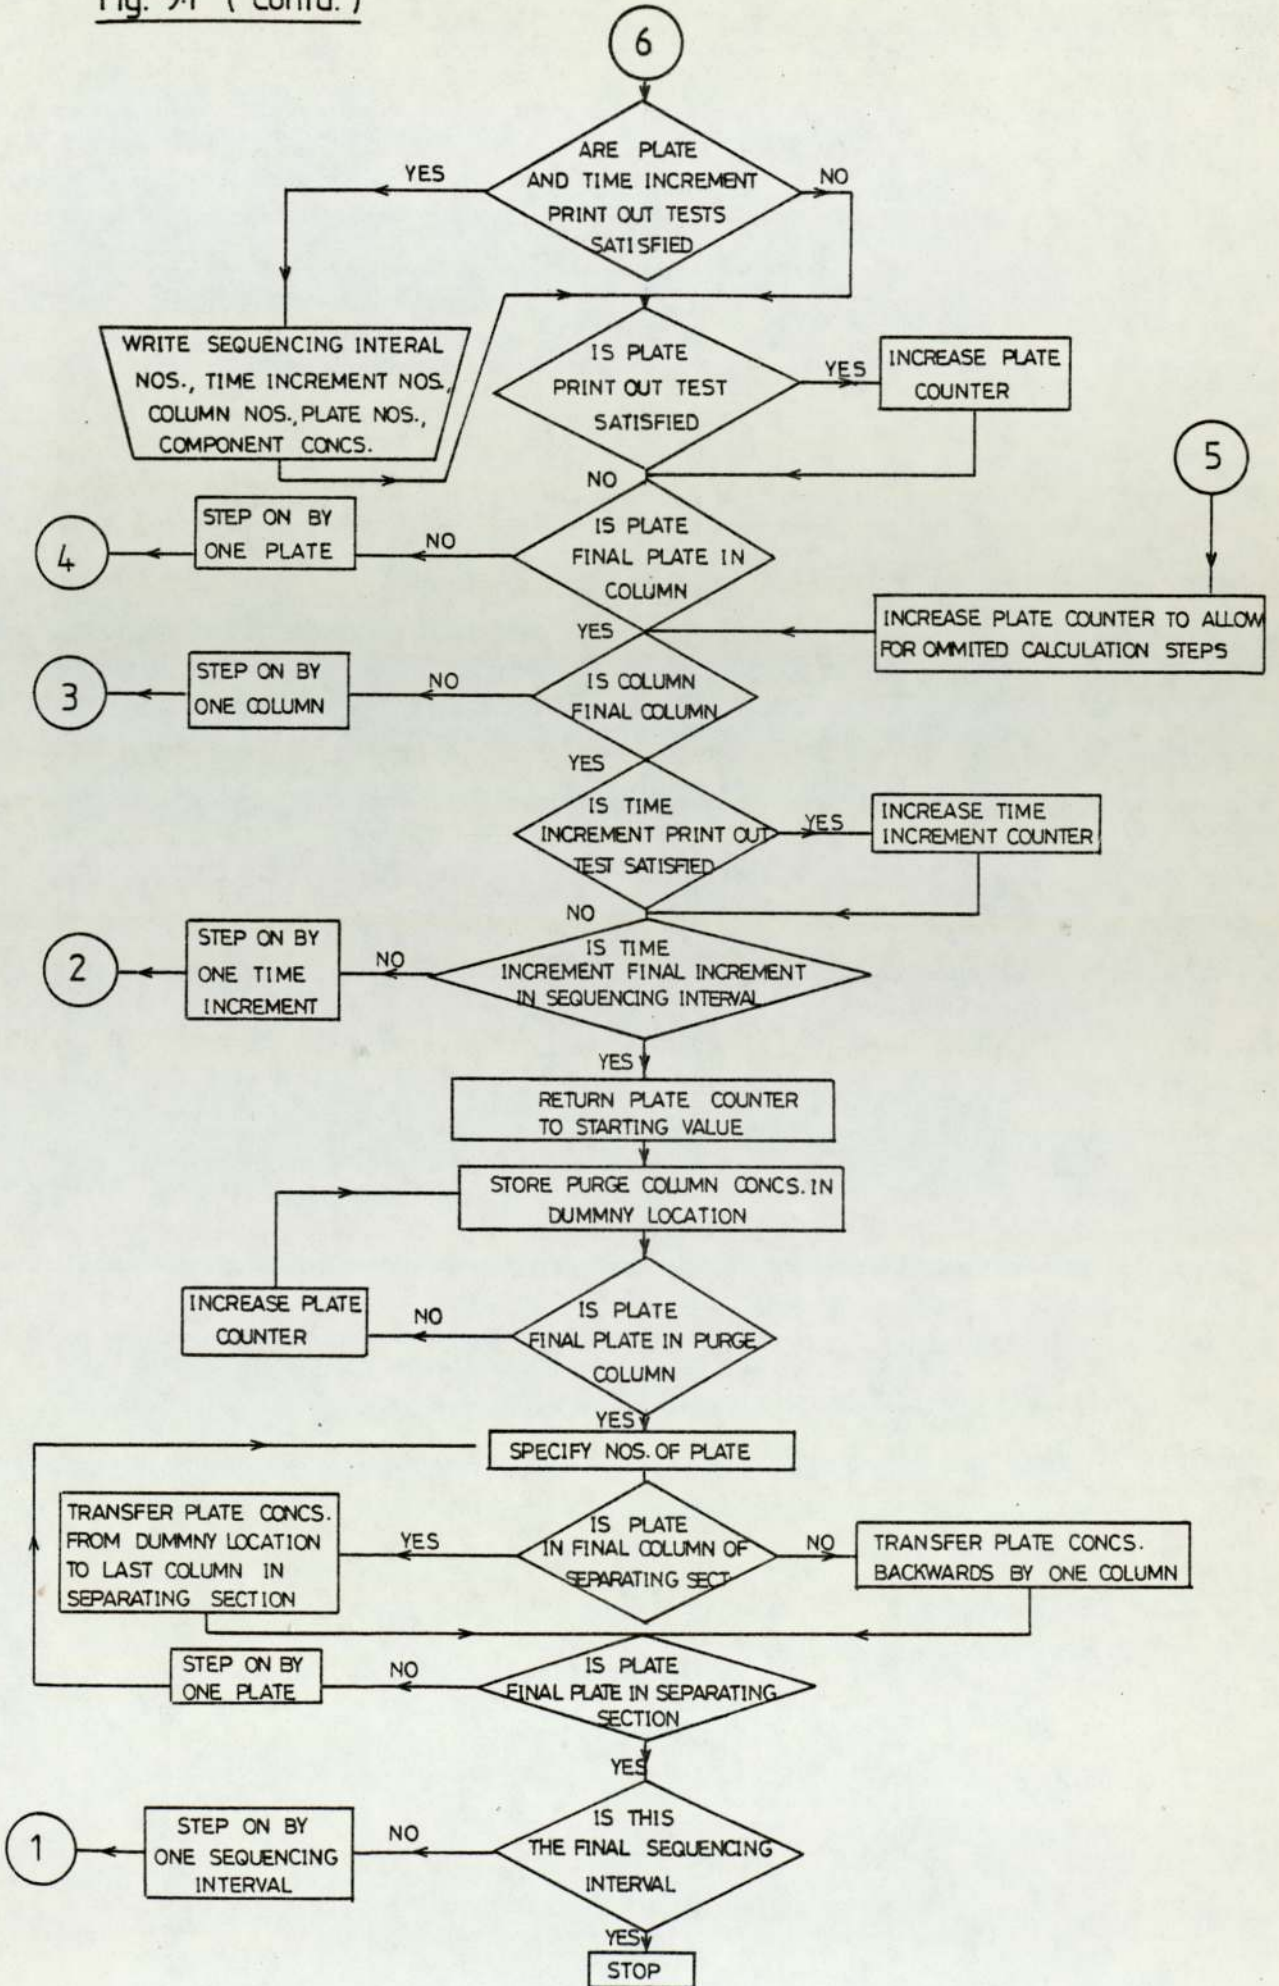 ( Contd. )
6
ARE PLATE
AND TIME INCREMENT
PRINT OUT TESTS
SATISFIED
YES
NO
WRITE SEQUENCING INTERAL
NOS., TIME INCREMENT NOS.,
COLUMN NOS., PLATE NOS.,
COMPONENT CONCS.
IS PLATE
PRINT OUT TEST
SATISFIED
YES
INCREASE PLATE
COUNTER
NO
5
STEP ON BY
ONE PLATE
4
NO
IS PLATE
FINAL PLATE IN
COLUMN
YES
INCREASE PLATE COUNTER TO ALLOW
FOR OMMITED CALCULATION STEPS
3
STEP ON BY
ONE COLUMN
NO
IS COLUMN
FINAL COLUMN
YES
IS TIME
INCREMENT PRINT OUT
TEST SATISFIED
YES
INCREASE TIME
INCREMENT COUNTER
NO
2
STEP ON BY
ONE TIME
INCREMENT
NO
IS TIME
INCREMENT FINAL INCREMENT
IN SEQUENCING INTERVAL
YES
RETURN PLATE COUNTER
TO STARTING VALUE
STORE PURGE COLUMN CONCS. IN
DUMMNY LOCATION
INCREASE PLATE
COUNTER
NO
IS PLATE
FINAL PLATE IN PURGE
COLUMN
YES
SPECIFY NOS. OF PLATE
TRANSFER PLATE CONCS.
FROM DUMMNY LOCATION
TO LAST COLUMN IN
SEPARATING SECTION
YES
IS PLATE
IN FINAL COLUMN OF
SEPARATING SECT.
NO
TRANSFER PLATE CONCS.
BACKWARDS BY ONE COLUMN
STEP ON BY
ONE PLATE
NO
IS PLATE
FINAL PLATE IN SEPARATING
SECTION
YES
1
STEP ON BY
ONE SEQUENCING
INTERVAL
NO
IS THIS
THE FINAL SEQUENCING
INTERVAL
YES
STOP